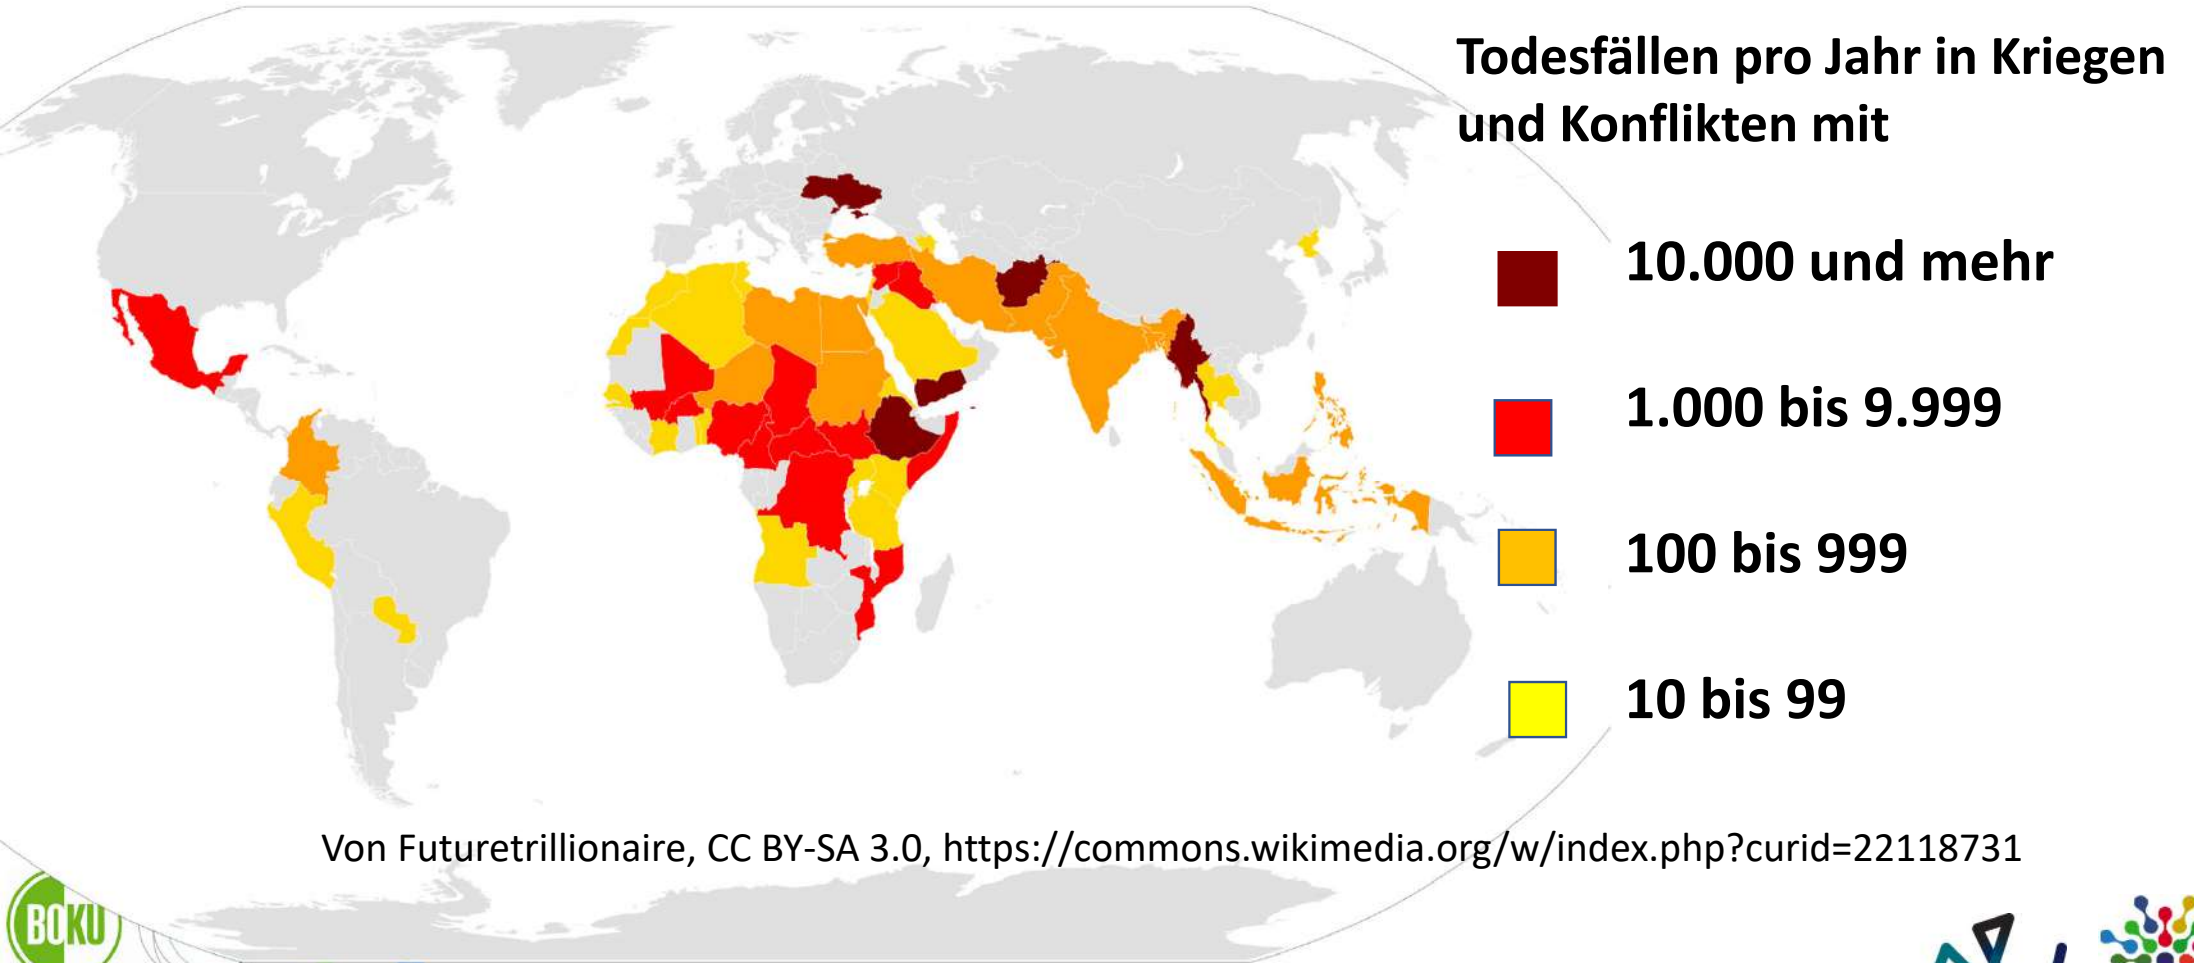 Todesfällen pro Jahr in Kriegen
und Konflikten mit
10.000 und mehr
1.000 bis 9.999
100 bis 999
10 bis 99
Von Futuretrillionaire, CC BY-SA 3.0, https://commons.wikimedia.org/w/index.php?curid=22118731
BOKU